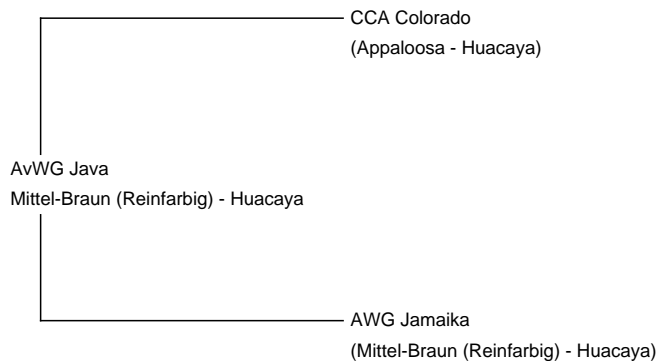 CCA Colorado
(Appaloosa - Huacaya)
AvWG Java
Mittel-Braun (Reinfarbig) - Huacaya
AWG Jamaika
(Mittel-Braun (Reinfarbig) - Huacaya)